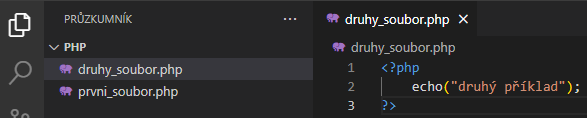 PRŮZKUMNÍK
PHP
druhy_soubor.php
prvni_soubor.php
druhy_soubor.php
druhy_soubor.php
1 <?php
2 echo("druhý příklad");
3 ?>